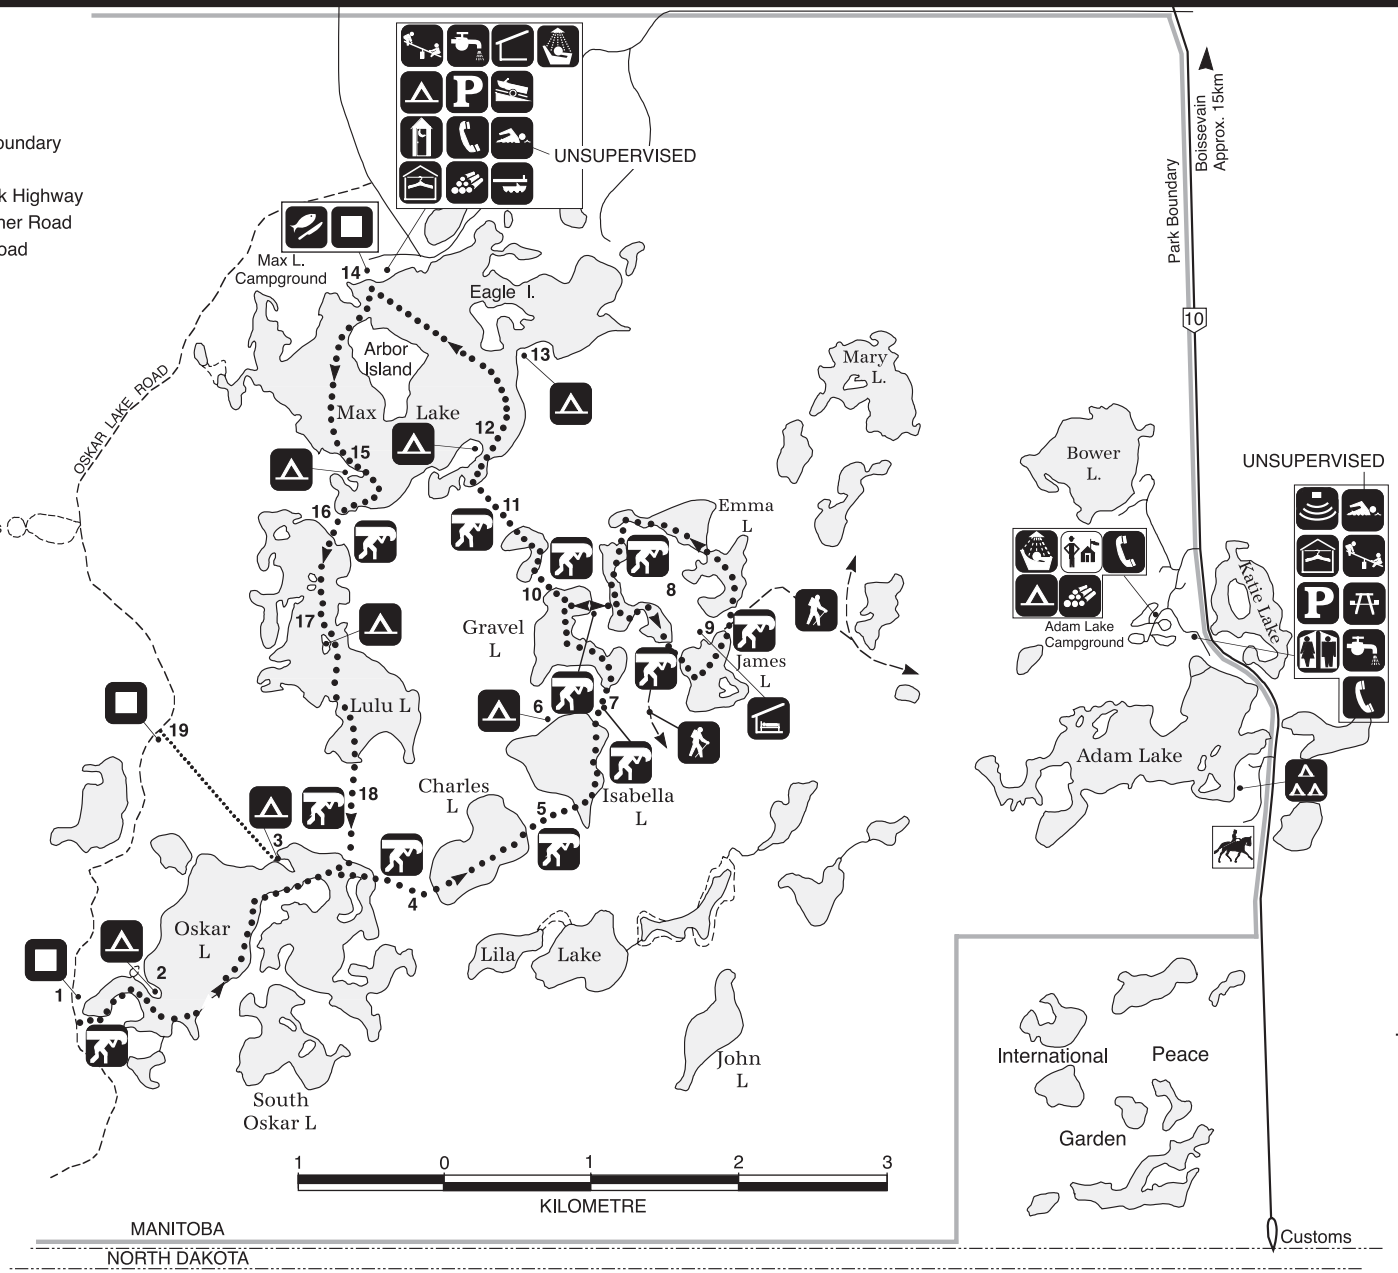 oundary
k Highway
ner Road
oad
P
UNSUPERVISED
Boissevain
Approx. 15km
Park Boundary
10
Max L.
Campground
14
Eagle I.
Arbor
Island
13
OSKAR LAKE ROAD
Max Lake
12
15
11
16
Mary
L.
Bower
L.
UNSUPERVISED
P
Emma
L
10
8
17
Gravel
L
9
James
L
Adam Lake
Campground
Katie Lake
6
7
Lulu L
19
Adam Lake
Charles
L
Isabella
L
18
5
3
4
Oskar
L
2
1
Lila Lake
John
L
International Peace
Garden
South
Oskar L
1 0 1 2 3
KILOMETRE
MANITOBA
NORTH DAKOTA
Customs